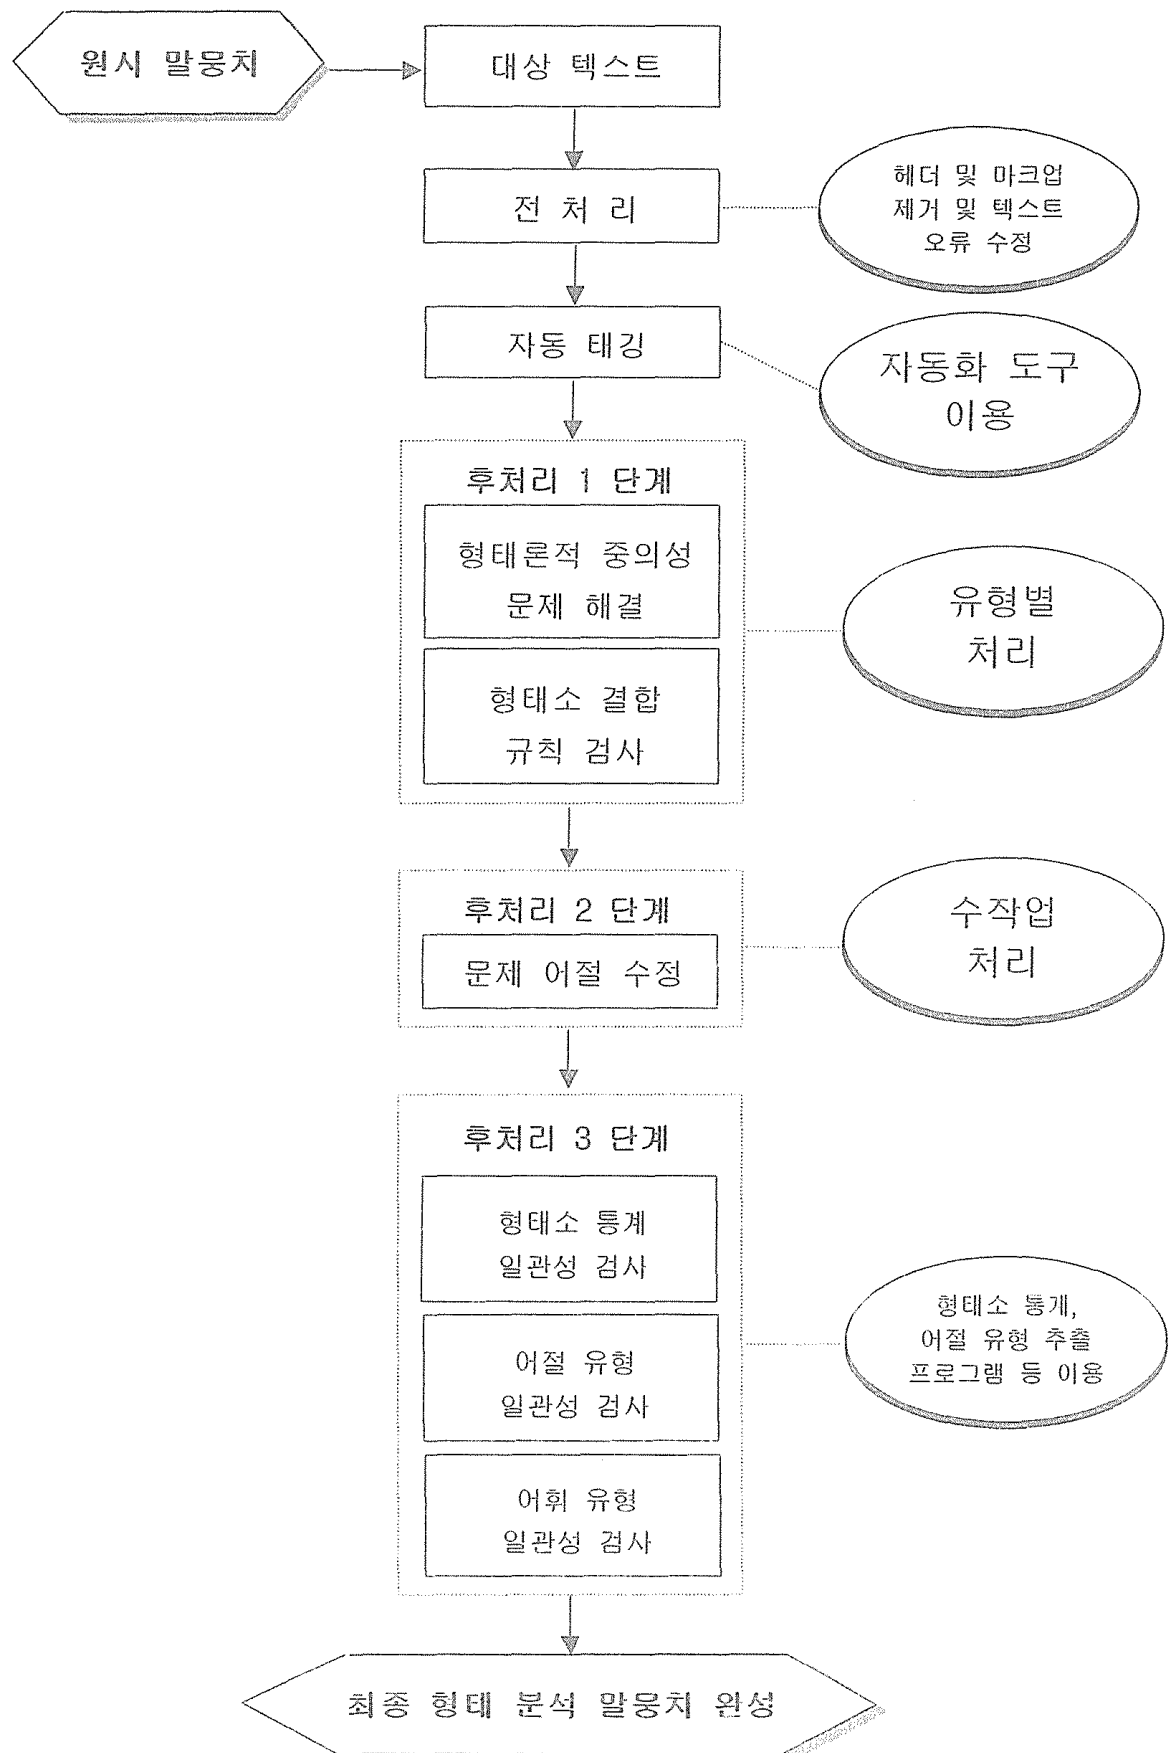 원시 말뭉치
대상 텍스트
전 처 리
헤더 및 마크업
제거 및 텍스트
오류 수정
자동 태깅
자동화 도구
이용
후처리 1 단계
형태론적 중의성
문제 해결
형태소 결합
규칙 검사
유형별
처리
후처리 2 단계
문제 어절 수정
수작업
처리
후처리 3 단계
형태소 통계
일관성 검사
어절 유형
일관성 검사
어휘 유형
일관성 검사
형태소 통계,
어절 유형 추출
프로그램 등 이용
최종 형태 분석 말뭉치 완성